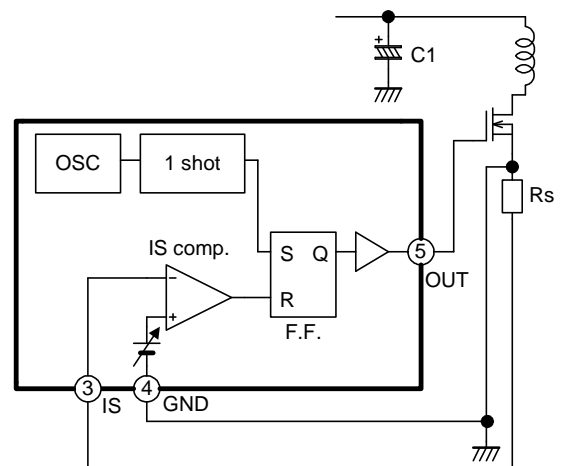 +
C1
OSC
1 shot
Rs
IS comp.
S
Q
5
OUT
−
R
+
F.F.
3
4
IS
GND